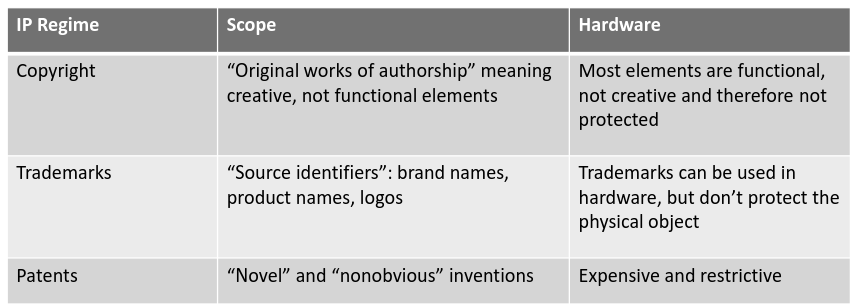 IP Regime
Scope
Hardware
Copyright
“Original works of authorship” meaning
creative, not functional elements
Most elements are functional,
not creative and therefore not
protected
Trademarks
“Source identifiers”: brand names,
product names, logos
Trademarks can be used in
hardware, but don’t protect the
physical object
Patents
“Novel” and “nonobvious” inventions
Expensive and restrictive